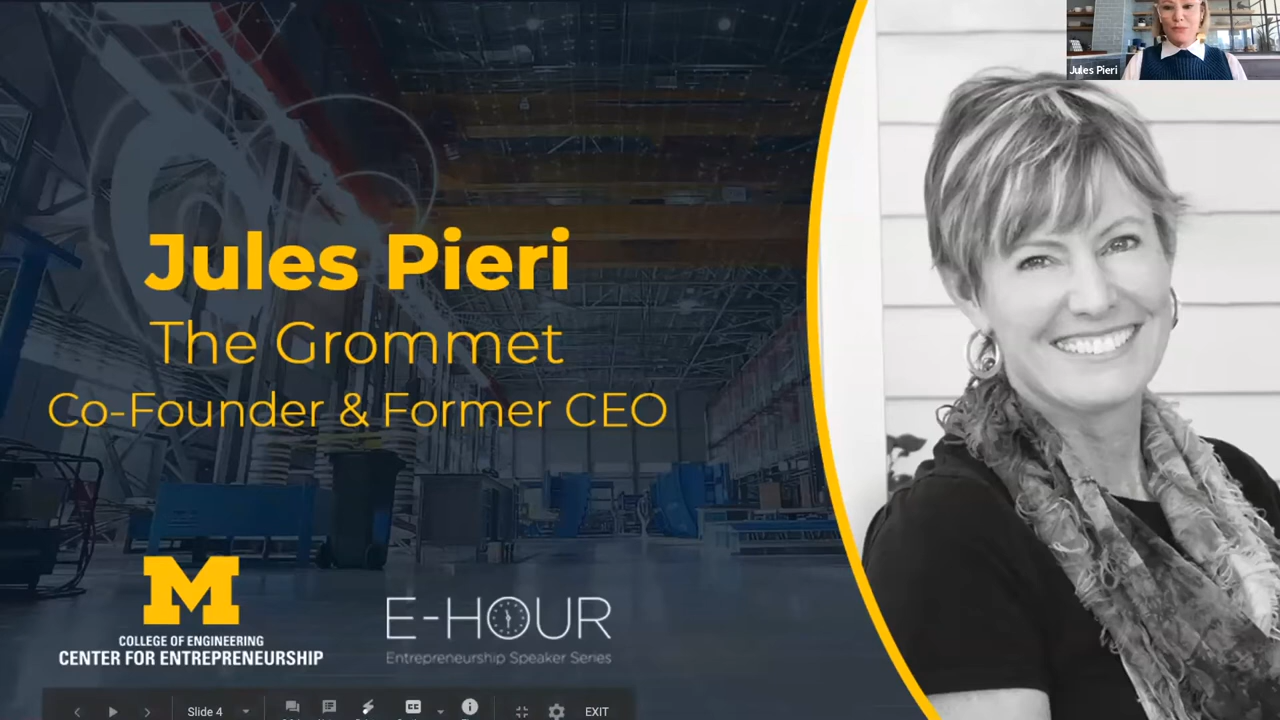 Jules Pieri
Jules Pieri
The Grommet
Co-Founder & Former CEO
M
COLLEGE OF ENGINEERING
CENTER FOR ENTREPRENEURSHIP
E-HOUR
Entrepreneurship Speaker Series
Slide 4
CC
EXIT